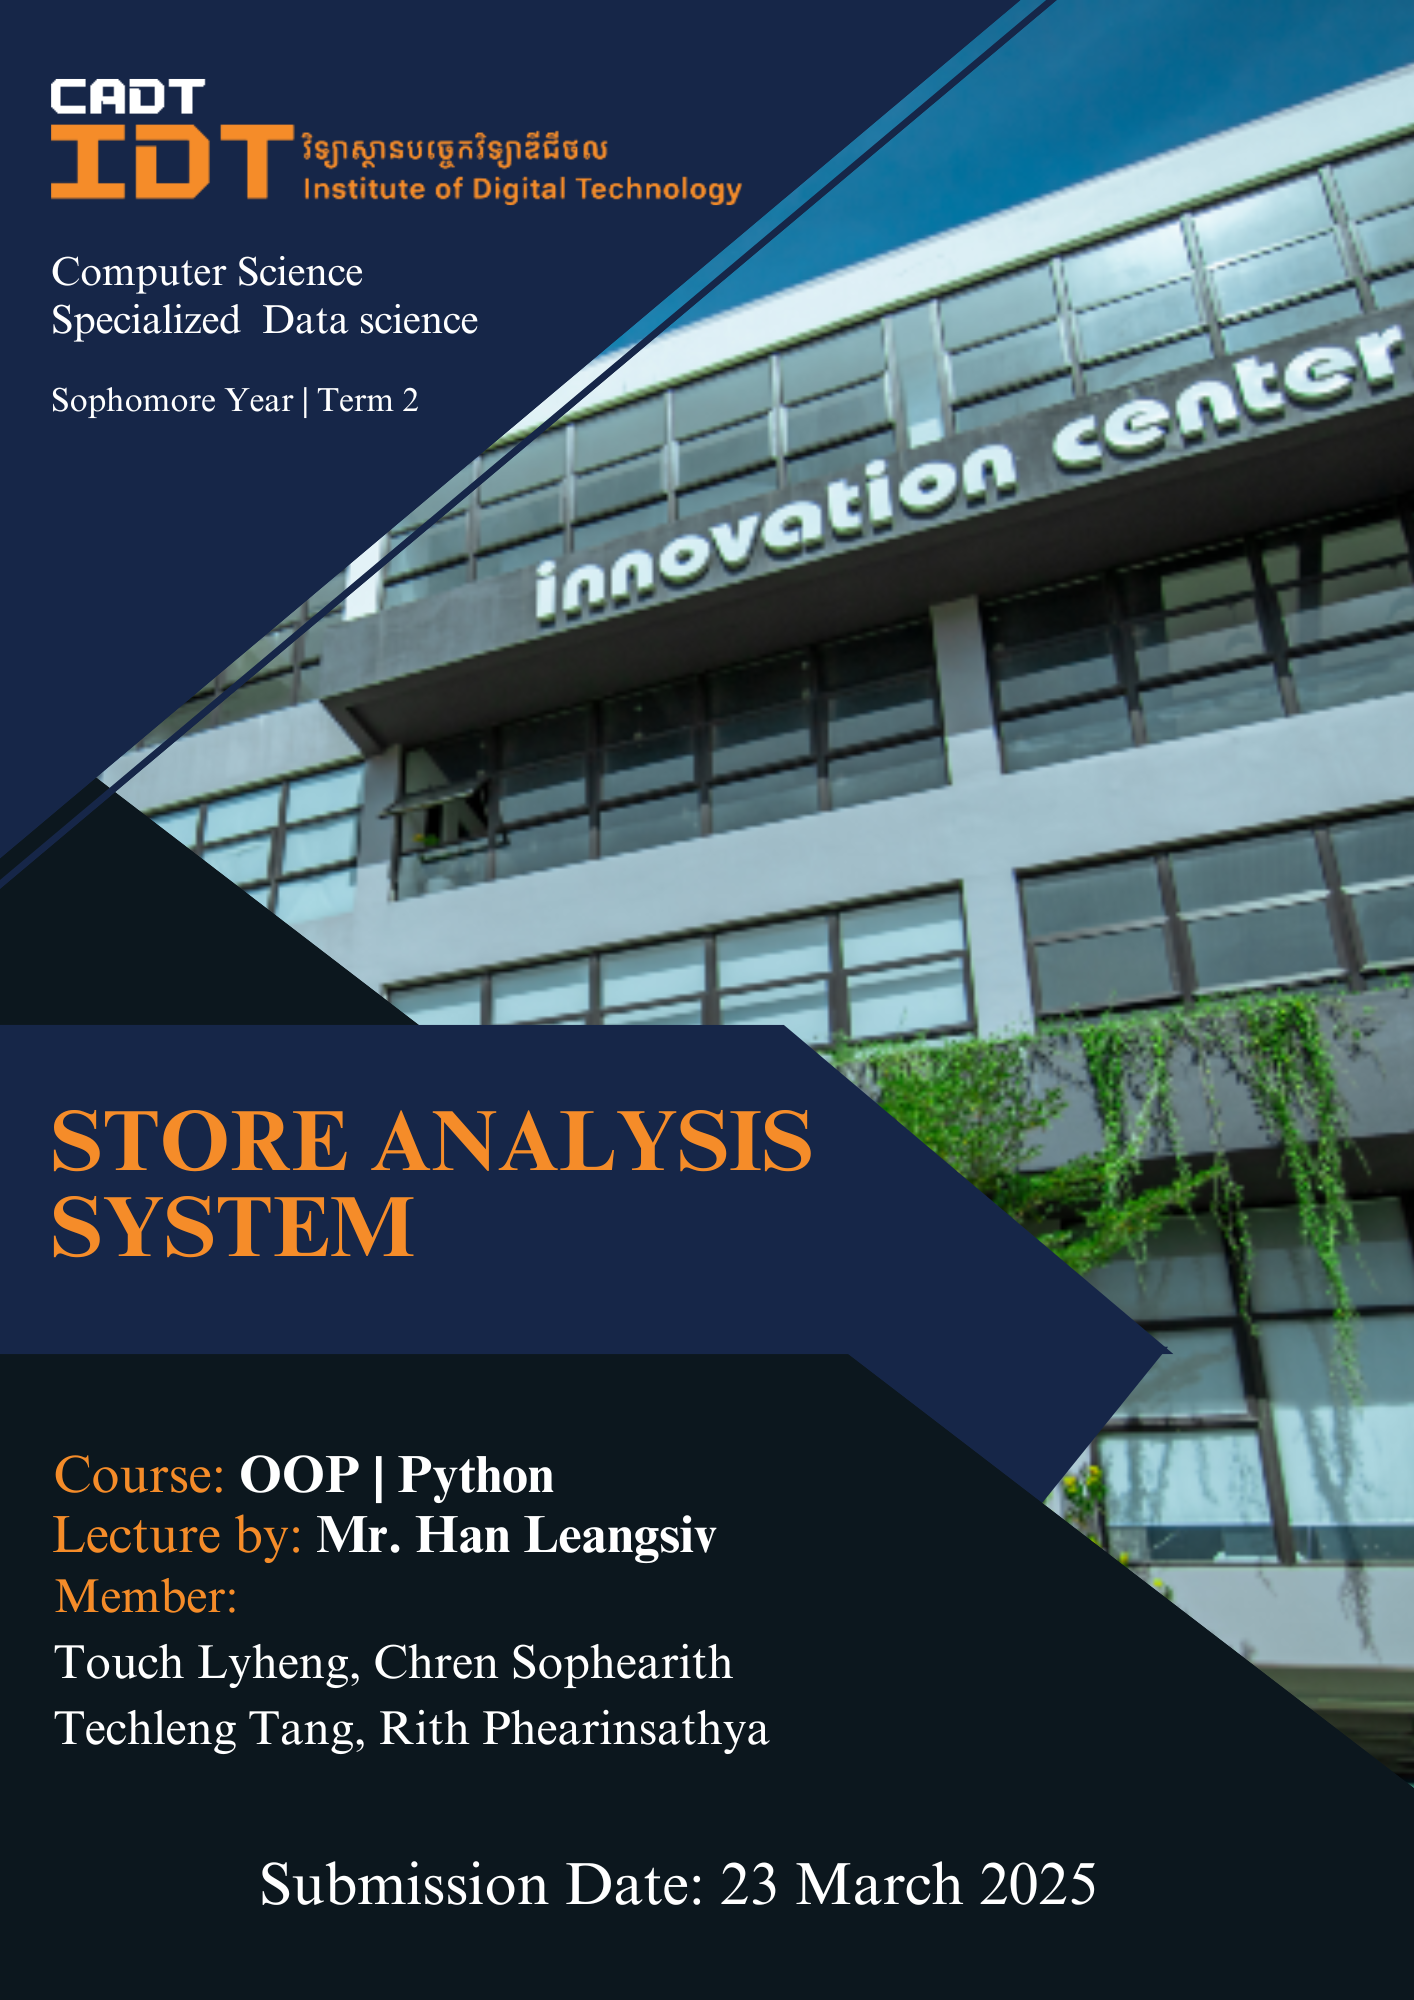 CADT
IDT
វិទ្យាស្ថានបច្ចេកវិទ្យាឌីជីថល
Institute of Digital Technology
Computer Science
Specialized  Data science
Sophomore Year | Term 2
innovation center
STORE ANALYSIS
SYSTEM
Course: OOP | Python
Lecture by: Mr. Han Leangsiv
Member:
Touch Lyheng, Chren Sophearith
Techleng Tang, Rith Phearinsathya
Submission Date: 23 March 2025